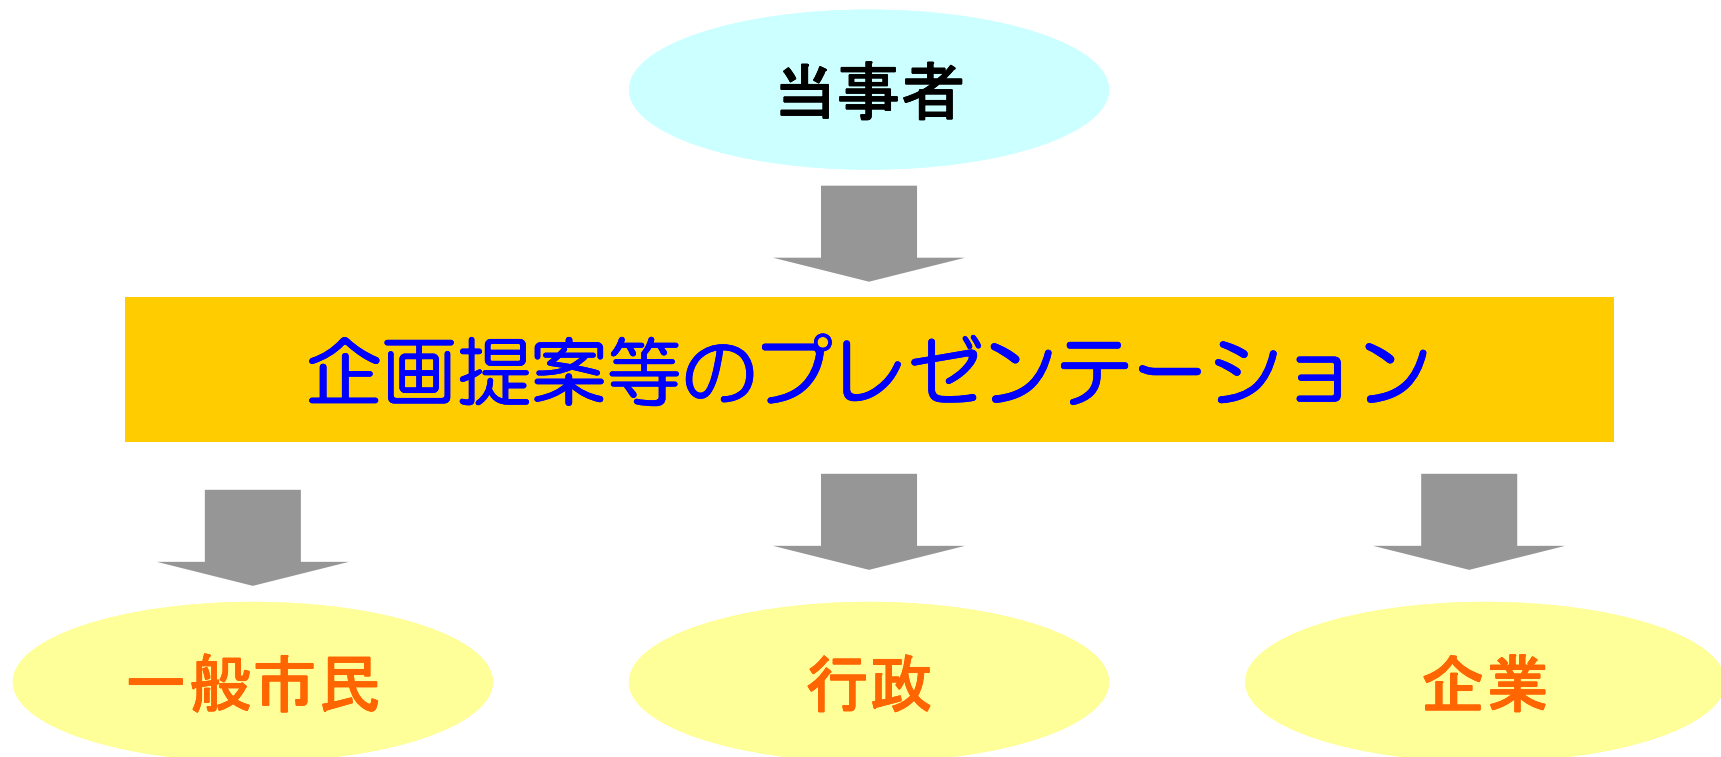 当事者
企画提案等のプレゼンテーション
一般市民
行政
企業